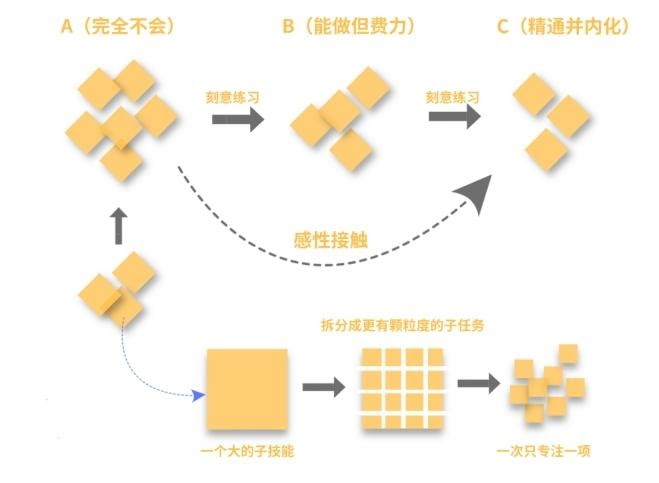 A（完全不会）
B（能做但费力）
C（精通并内化）
刻意练习
刻意练习
感性接触
拆分成更有颗粒度的子任务
一个大的子技能
一次只专注一项